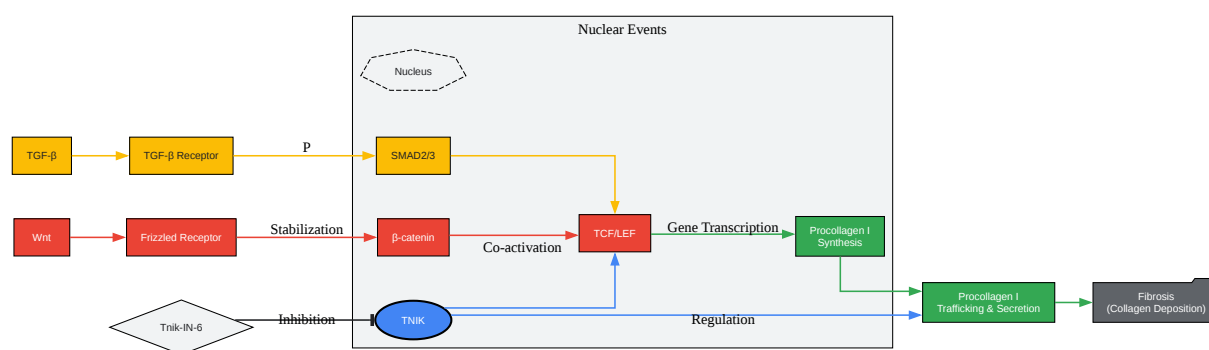 Nuclear Events
Nucleus
TGF-β
TGF-β Receptor
P
SMAD2/3
Wnt
Frizzled Receptor
Stabilization
β-catenin
Co-activation
TCF/LEF
Gene Transcription
Procollagen I
Synthesis
Tnik-IN-6
Inhibition
TNIK
Regulation
Procollagen I
Trafficking & Secretion
Fibrosis
(Collagen Deposition)